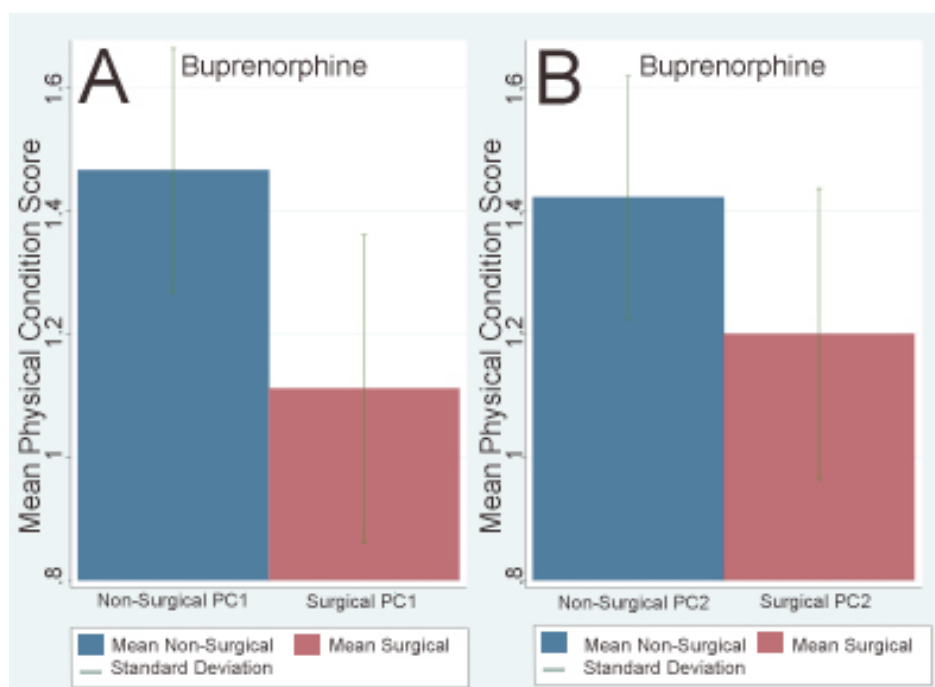 A
Buprenorphine
Mean Physical Condition Score
1.6
1.4
1.2
1
.8
Non-Surgical PC1
Surgical PC1
Mean Non-Surgical
Mean Surgical
Standard Deviation
B
Buprenorphine
Mean Physical Condition Score
1.6
1.4
1.2
1
.8
Non-Surgical PC2
Surgical PC2
Mean Non-Surgical
Mean Surgical
Standard Deviation